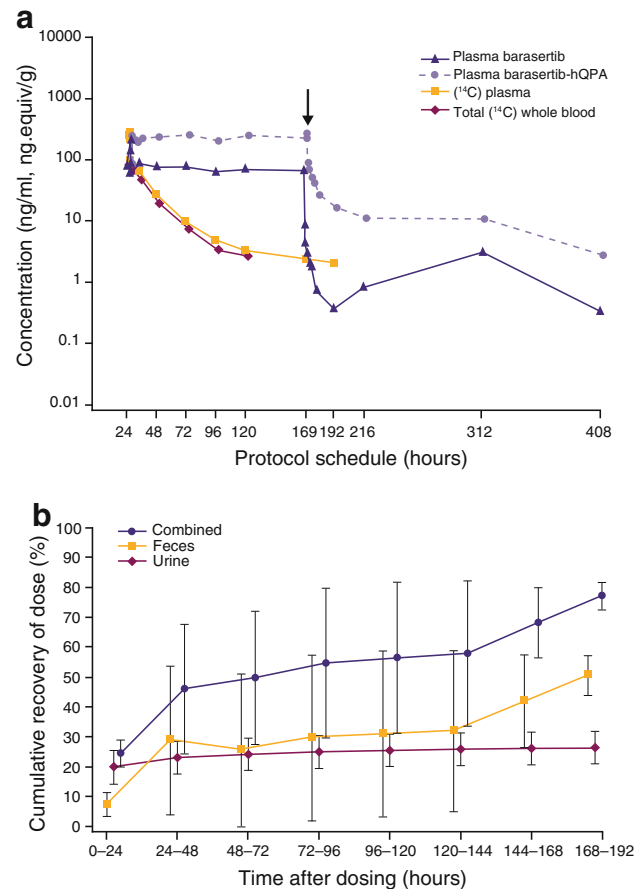 a
10000
1000
100
10
1
0.1
0.01
Concentration (ng/ml, ng.equiv/g)
Plasma barasertib
Plasma barasertib-hQPA
(¹⁴C) plasma
Total (¹⁴C) whole blood
24 48 72 96 120 169 192 216 312 408
Protocol schedule (hours)
b
100
90
80
70
60
50
40
30
20
10
0
Cumulative recovery of dose (%)
Combined
Feces
Urine
0–24 24–48 48–72 72–96 96–120 120–144 144–168 168–192
Time after dosing (hours)